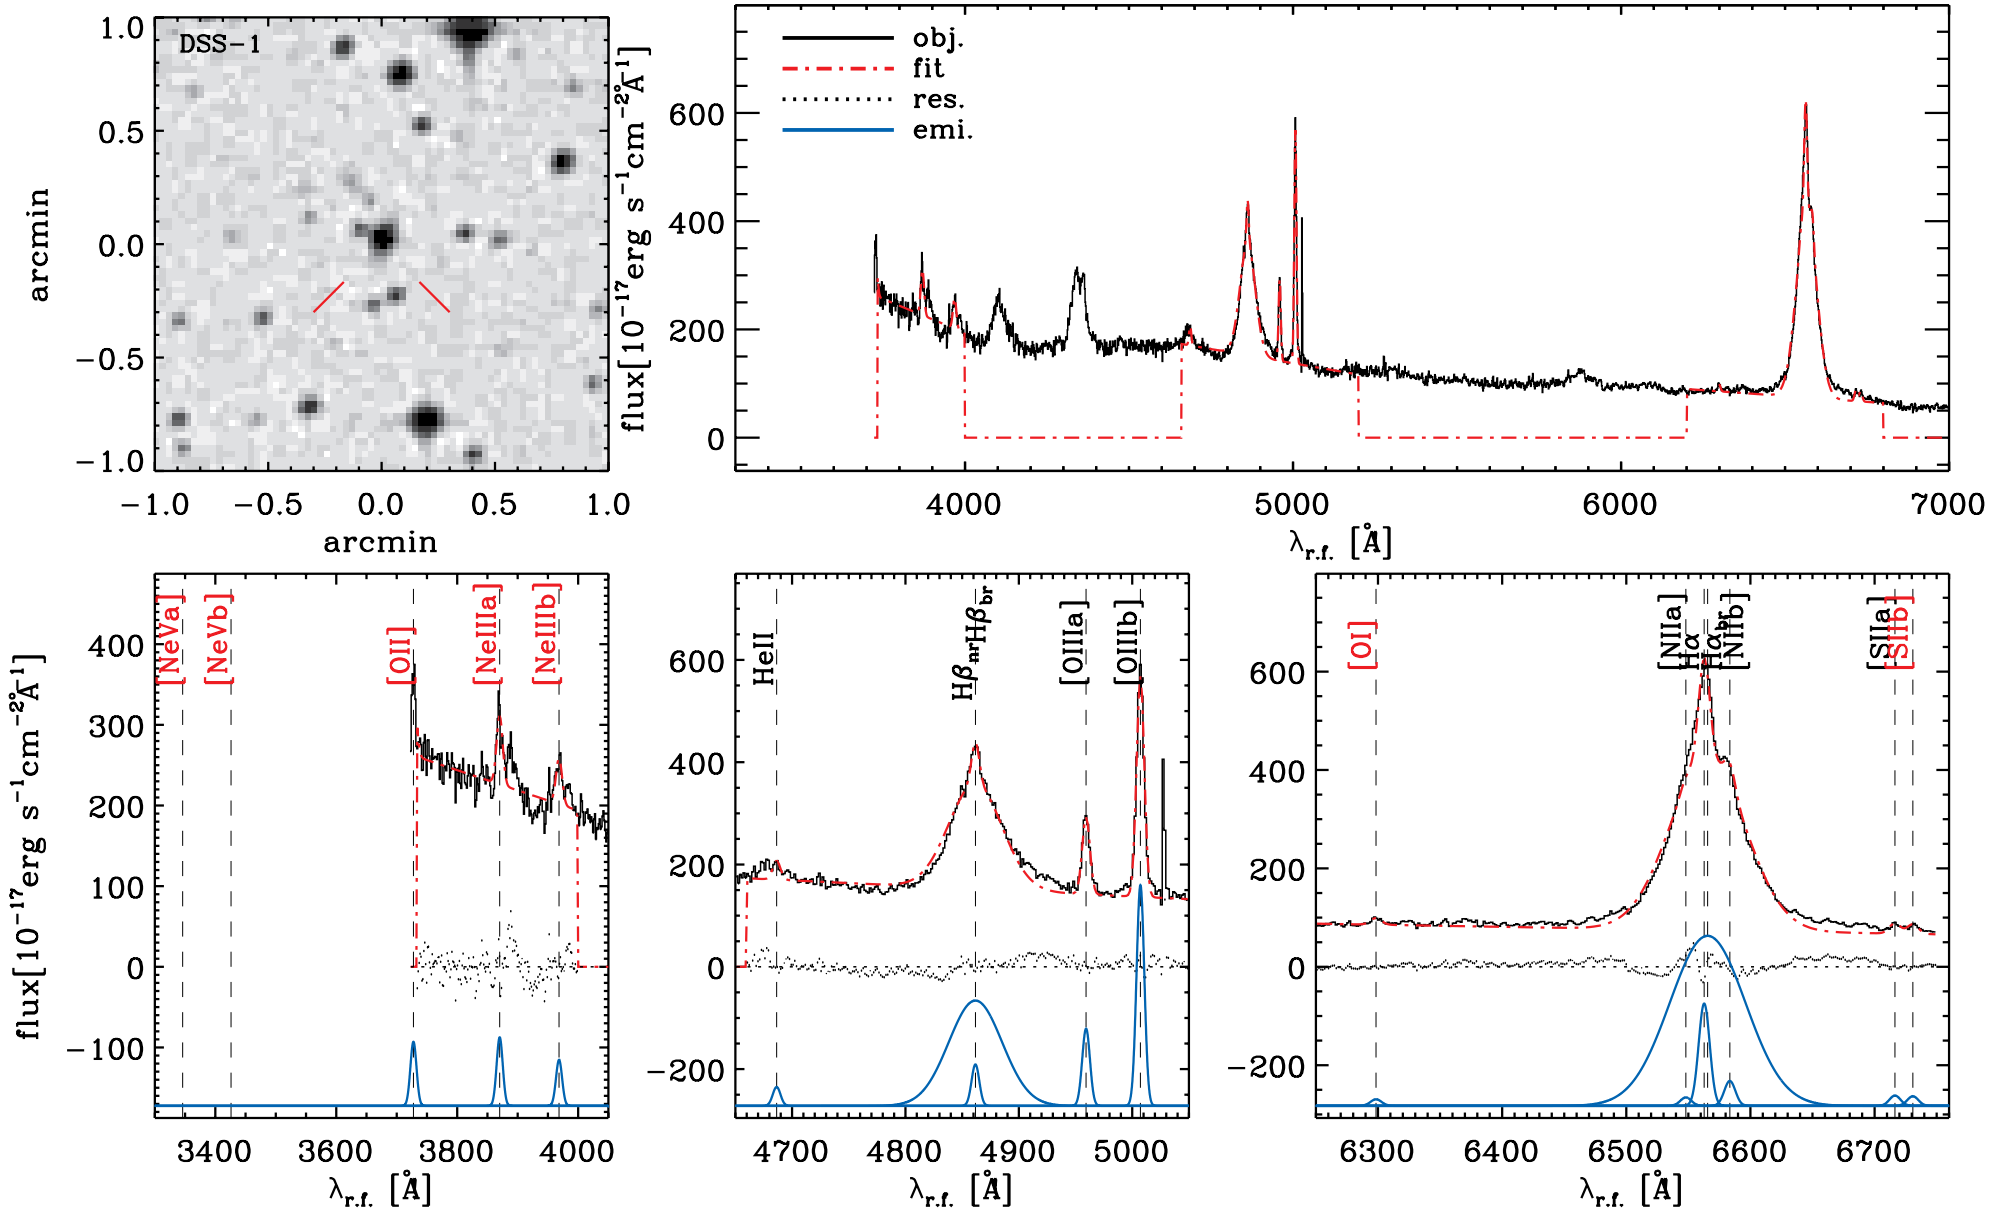 DSS-1
1.0
0.5
0.0
−0.5
−1.0
arcmin
−1.0 −0.5 0.0 0.5 1.0
arcmin
obj.
fit
res.
emi.
600
400
200
0
flux[10⁻¹⁷erg s⁻¹cm⁻²Å⁻¹]
4000 5000 6000 7000
λr.f. [Å]
[NeVa] [NeVb] [OII] [NeIIIa] [NeIIIb]
400
300
200
100
0
−100
flux[10⁻¹⁷erg s⁻¹cm⁻²Å⁻¹]
3400 3600 3800 4000
λr.f. [Å]
HeII Hβnr Hβbr [OIIIa] [OIIIb]
600
400
200
0
−200
4700 4800 4900 5000
λr.f. [Å]
[OI] [NIIa] Hα Hαbr [NIIb] [SIIa] [SIIb]
600
400
200
0
−200
6300 6400 6500 6600 6700
λr.f. [Å]